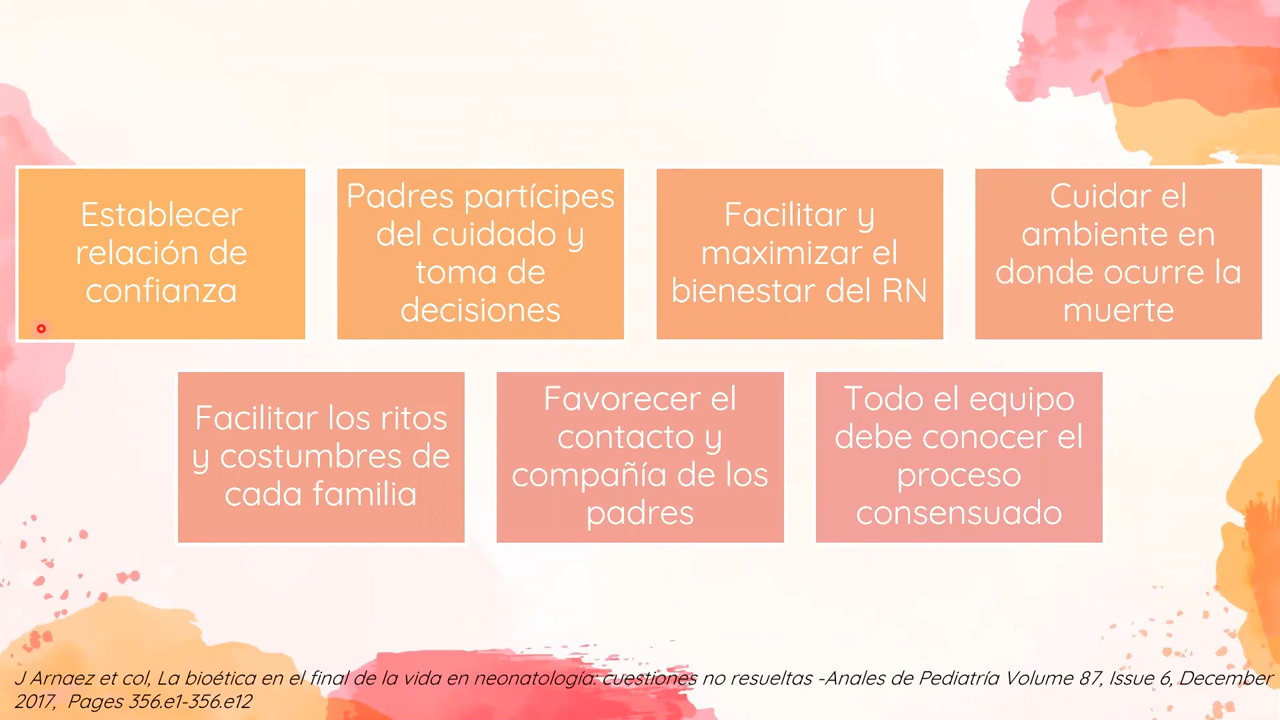 Establecer
relación de
confianza
Padres partícipes
del cuidado y
toma de
decisiones
Facilitar y
maximizar el
bienestar del RN
Cuidar el
ambiente en
donde ocurre la
muerte
Facilitar los ritos
y costumbres de
cada familia
Favorecer el
contacto y
compañía de los
padres
Todo el equipo
debe conocer el
proceso
consensuado
J Arnaez et col, La bioética en el final de la vida en neonatología: cuestiones no resueltas -Anales de Pediatría Volume 87, Issue 6, December
2017, Pages 356.e1-356.e12